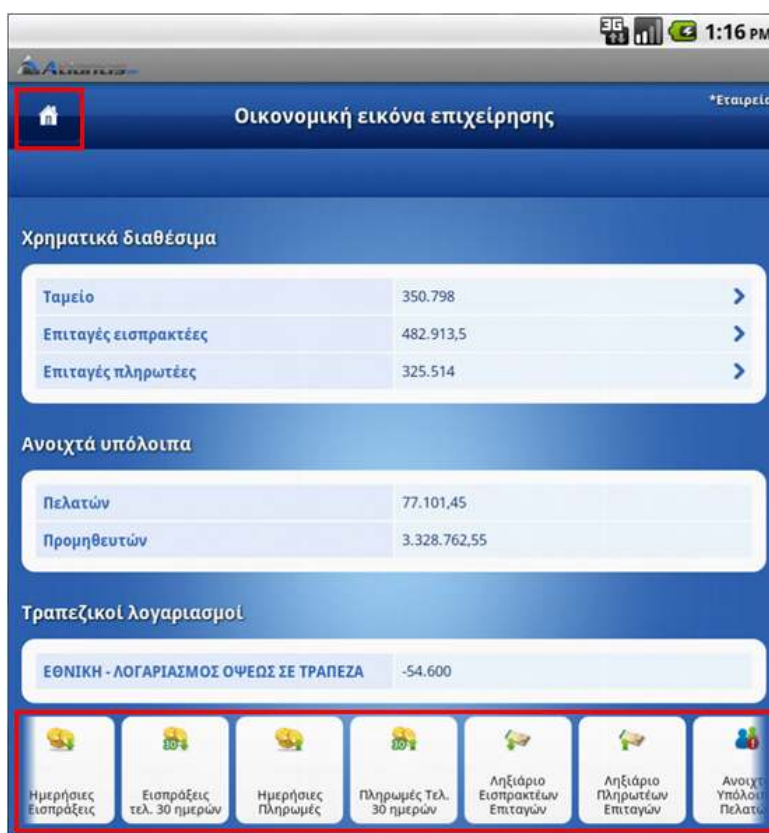 1:16 PM
Atlantis
Οικονομική εικόνα επιχείρησης
*Εταιρεία
Χρηματικά διαθέσιμα
Ταμείο 350.798
Επιταγές εισπρακτέες 482.913,5
Επιταγές πληρωτέες 325.514
Ανοιχτά υπόλοιπα
Πελατών 77.101,45
Προμηθευτών 3.328.762,55
Τραπεζικοί λογαριασμοί
ΕΘΝΙΚΗ - ΛΟΓΑΡΙΑΣΜΟΣ ΟΨΕΩΣ ΣΕ ΤΡΑΠΕΖΑ -54.600
Ημερήσιες
Εισπράξεις
Εισπράξεις
τελ. 30 ημερών
Ημερήσιες
Πληρωμές
Πληρωμές Τελ.
30 ημερών
Ληξιάριο
Εισπρακτέων
Επιταγών
Ληξιάριο
Πληρωτέων
Επιταγών